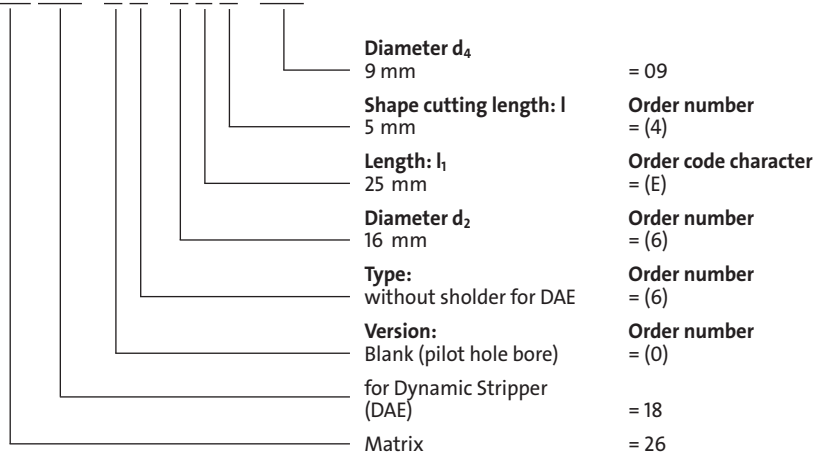 Diameter d₄
9 mm = 09
Shape cutting length: l Order number
5 mm = (4)
Length: l₁ Order code character
25 mm = (E)
Diameter d₂ Order number
16 mm = (6)
Type: Order number
without sholder for DAE = (6)
Version: Order number
Blank (pilot hole bore) = (0)
for Dynamic Stripper
(DAE) = 18
Matrix = 26